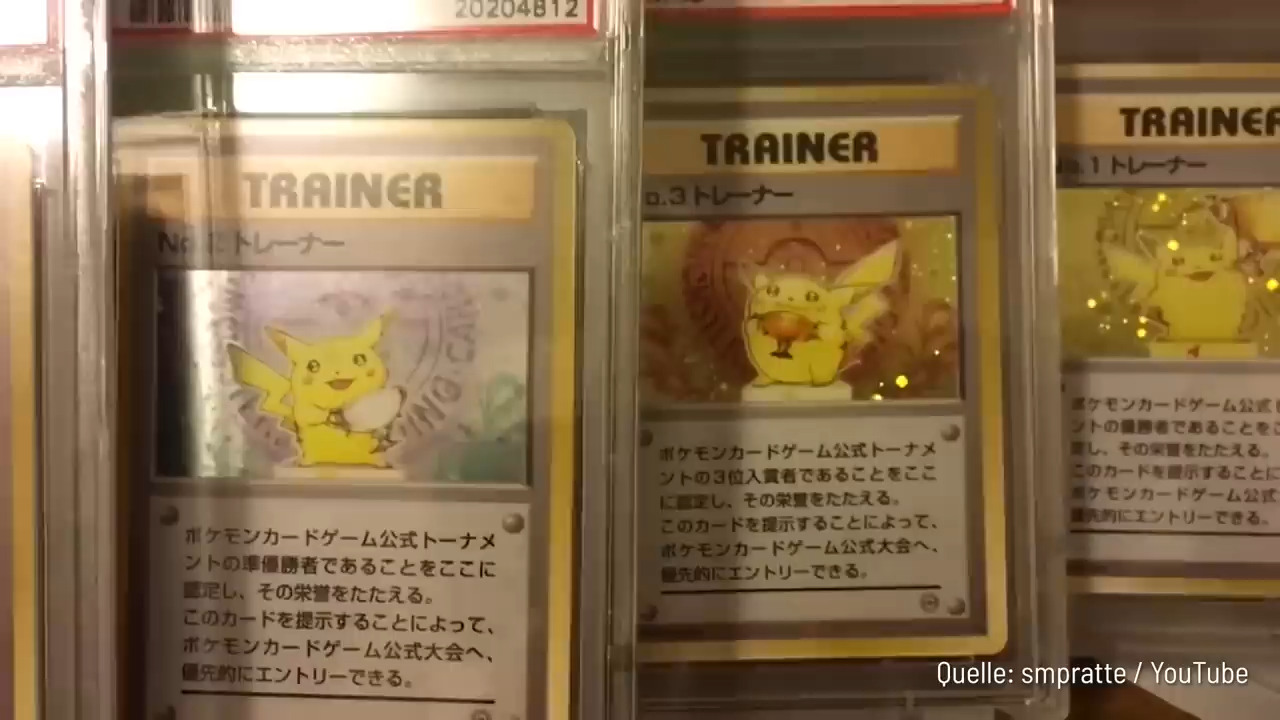 20204812
TRAINER
トレーナー
ING CAR
ポケモンカードゲーム公式トーナメ
ントの準優勝者であることをここに
認定し、その栄誉をたたえる。
このカードを提示することによって、
ポケモンカードゲーム公式大会へ、
優先的にエントリーできる。
TRAINER
o.3 トレーナー
ポケモンカードゲーム公式トーナメ
ントの3位入賞者であることをここ
に認定し、その栄誉をたたえる。
このカードを提示することによって、
ポケモンカードゲーム公式大会へ、
優先的にエントリーできる。
TRAINER
.1 トレーナー
ポケモンカードゲーム公式
ントの優勝者であることをこ
定し、その栄誉をたたえる。
このカードを提示することに
ポケモンカードゲーム公式
優先的にエントリーできる。
Quelle: smpratte / YouTube